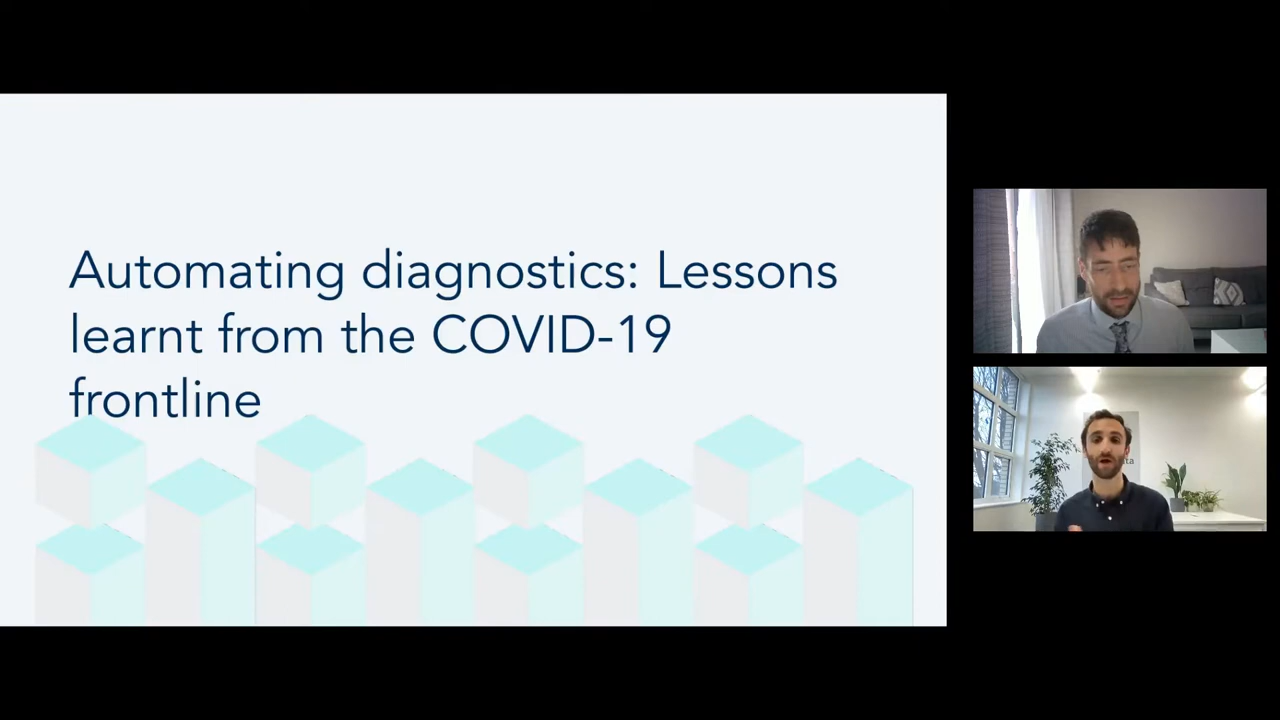 Automating diagnostics: Lessons
learnt from the COVID-19
frontline